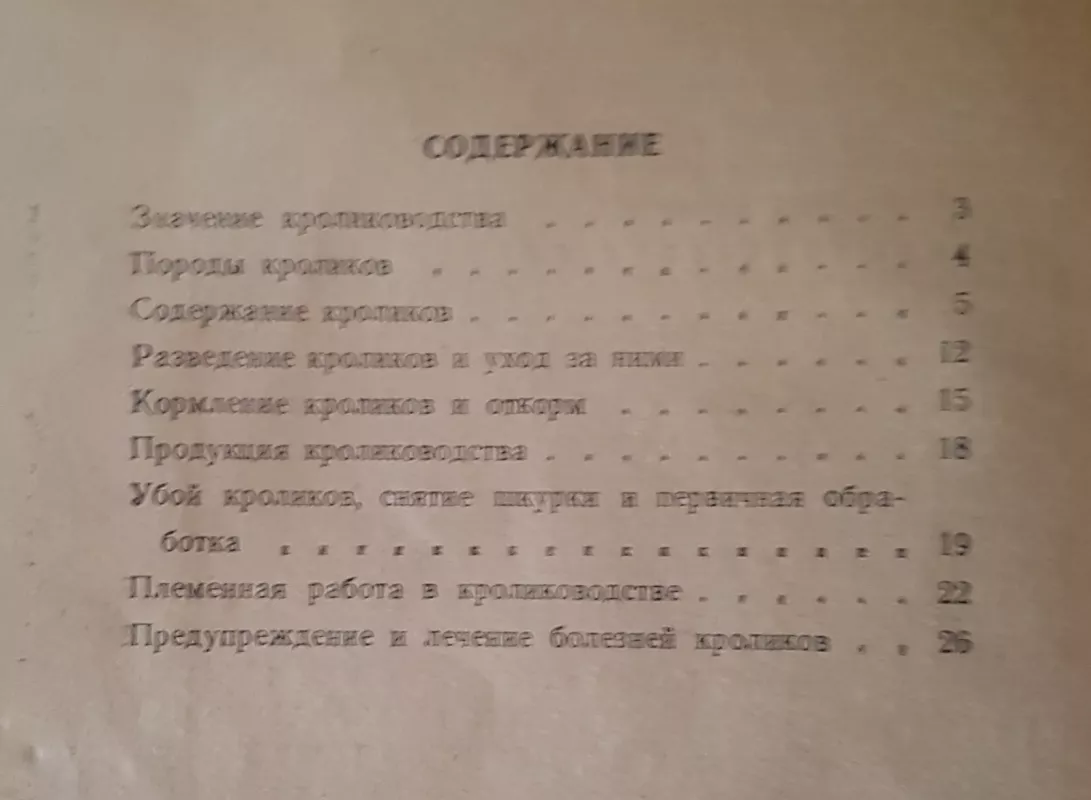 СОДЕРЖАНИЕ
Значение кролиководства . . . . . . . . . . 3
Породы кроликов . . . . . . . . . . . . . 4
Содержание кроликов . . . . . . . . . . . . 5
Разведение кроликов и уход за ними . . . . . . 12
Кормление кроликов и откорм . . . . . . . . 15
Продукция кролиководства . . . . . . . . . . 18
Убой кроликов, снятие шкурки и первичная обра-
ботка . . . . . . . . . . . . . . . . . 19
Племенная работа в кролиководстве . . . . . . 22
Предупреждение и лечение болезней кроликов . . 26